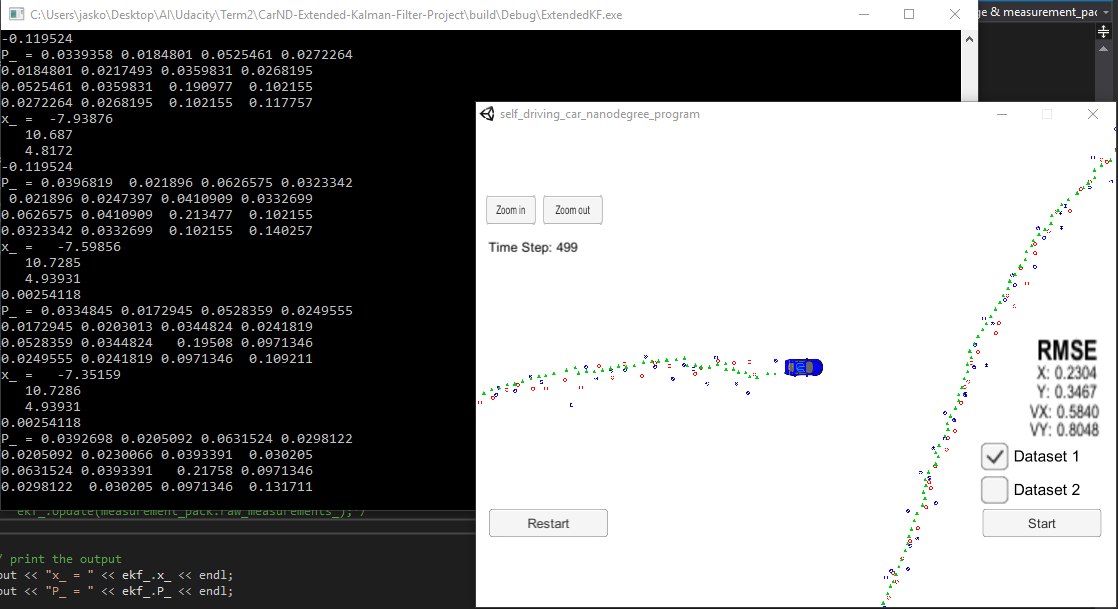 C:\Users\jasko\Desktop\AI\Udacity\Term2\CarND-Extended-Kalman-Filter-Project\build\Debug\ExtendedKF.exe
ge & measurement_pac
-0.119524
P_ = 0.0339358 0.0184801 0.0525461 0.0272264
0.0184801 0.0217493 0.0359831 0.0268195
0.0525461 0.0359831 0.190977 0.102155
0.0272264 0.0268195 0.102155 0.117757
x_ = -7.93876
10.687
4.8172
-0.119524
P_ = 0.0396819 0.021896 0.0626575 0.0323342
0.021896 0.0247397 0.0410909 0.0332699
0.0626575 0.0410909 0.213477 0.102155
0.0323342 0.0332699 0.102155 0.140257
x_ = -7.59856
10.7285
4.93931
0.00254118
P_ = 0.0334845 0.0172945 0.0528359 0.0249555
0.0172945 0.0203013 0.0344824 0.0241819
0.0528359 0.0344824 0.19508 0.0971346
0.0249555 0.0241819 0.0971346 0.109211
x_ = -7.35159
10.7286
4.93931
0.00254118
P_ = 0.0392698 0.0205092 0.0631524 0.0298122
0.0205092 0.0230066 0.0393391 0.030205
0.0631524 0.0393391 0.21758 0.0971346
0.0298122 0.030205 0.0971346 0.131711
ekf_.Update(measurement_pack.raw_measurements_); /
/ print the output
out << "x_ = " << ekf_.x_ << endl;
out << "P_ = " << ekf_.P_ << endl;
self_driving_car_nanodegree_program
Zoom in
Zoom out
Time Step: 499
RMSE
X: 0.2304
Y: 0.3467
VX: 0.5840
VY: 0.8048
Dataset 1
Dataset 2
Restart
Start